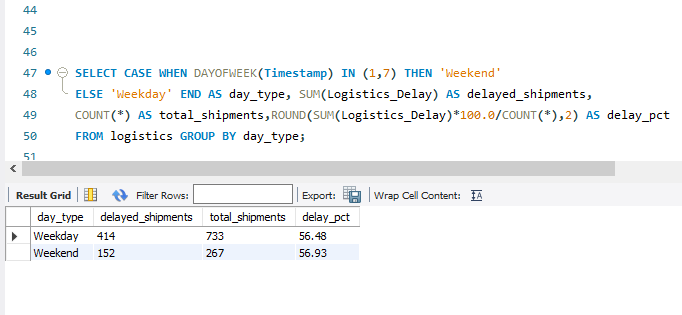 44
45
46
47 SELECT CASE WHEN DAYOFWEEK(Timestamp) IN (1,7) THEN 'Weekend'
48 ELSE 'Weekday' END AS day_type, SUM(Logistics_Delay) AS delayed_shipments,
49 COUNT(*) AS total_shipments,ROUND(SUM(Logistics_Delay)*100.0/COUNT(*),2) AS delay_pct
50 FROM logistics GROUP BY day_type;
51
Result Grid Filter Rows: Export: Wrap Cell Content:
day_type delayed_shipments total_shipments delay_pct
Weekday 414 733 56.48
Weekend 152 267 56.93